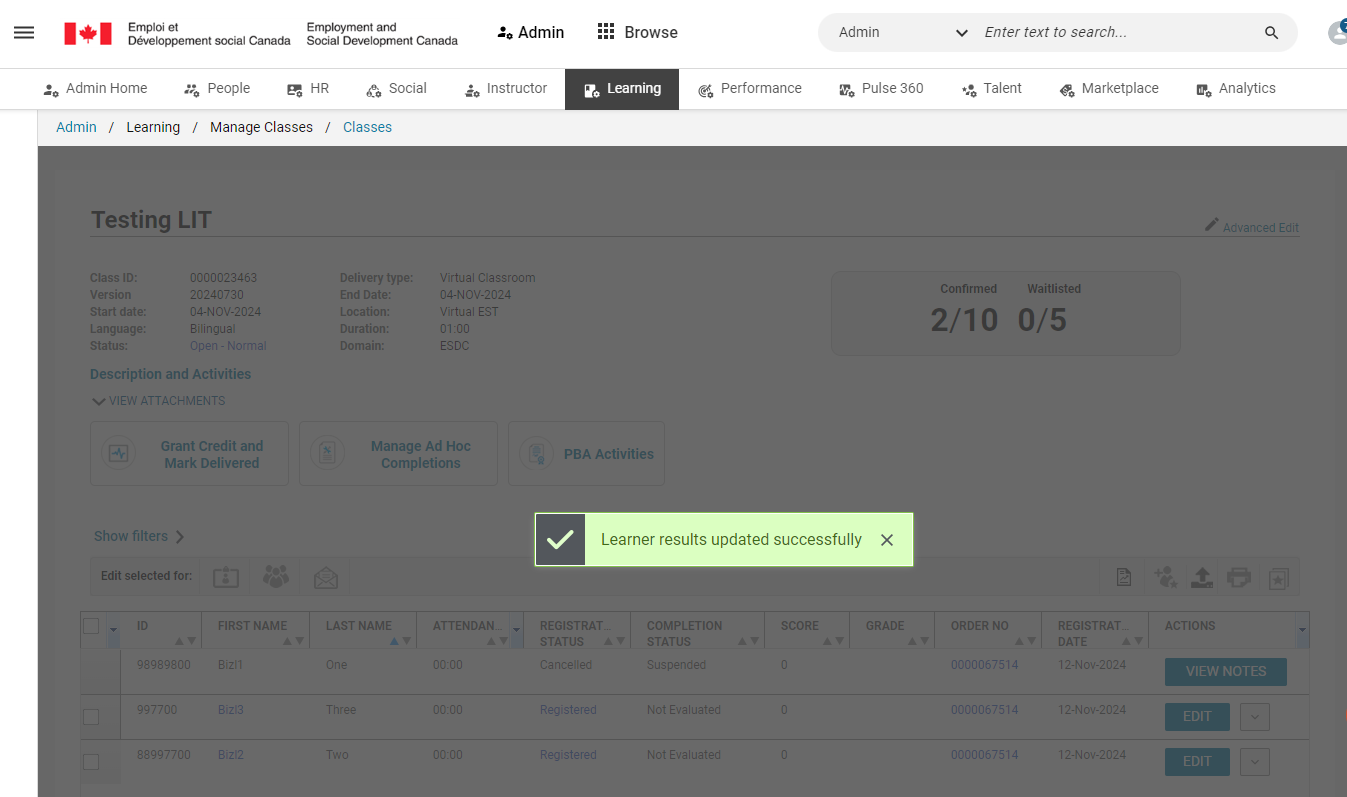 Emploi et
Développement social Canada
Employment and
Social Development Canada
Admin
Browse
Admin
Enter text to search...
Admin Home
People
HR
Social
Instructor
Learning
Performance
Pulse 360
Talent
Marketplace
Analytics
Admin / Learning / Manage Classes / Classes
Testing LIT
Advanced Edit
Class ID: 0000023463
Version 20240730
Start date: 04-NOV-2024
Language: Bilingual
Status: Open - Normal
Delivery type: Virtual Classroom
End Date: 04-NOV-2024
Location: Virtual EST
Duration: 01:00
Domain: ESDC
Confirmed Waitlisted
2/10 0/5
Description and Activities
VIEW ATTACHMENTS
Grant Credit and
Mark Delivered
Manage Ad Hoc
Completions
PBA Activities
Show filters
Learner results updated successfully
Edit selected for:
ID FIRST NAME LAST NAME ATTENDAN... REGISTRAT... STATUS COMPLETION STATUS SCORE GRADE ORDER NO REGISTRAT... DATE ACTIONS
98989800 Bizl1 One 00:00 Cancelled Suspended 0 0000067514 12-Nov-2024 VIEW NOTES
997700 Bizl3 Three 00:00 Registered Not Evaluated 0 0000067514 12-Nov-2024 EDIT
88997700 Bizl2 Two 00:00 Registered Not Evaluated 0 0000067514 12-Nov-2024 EDIT